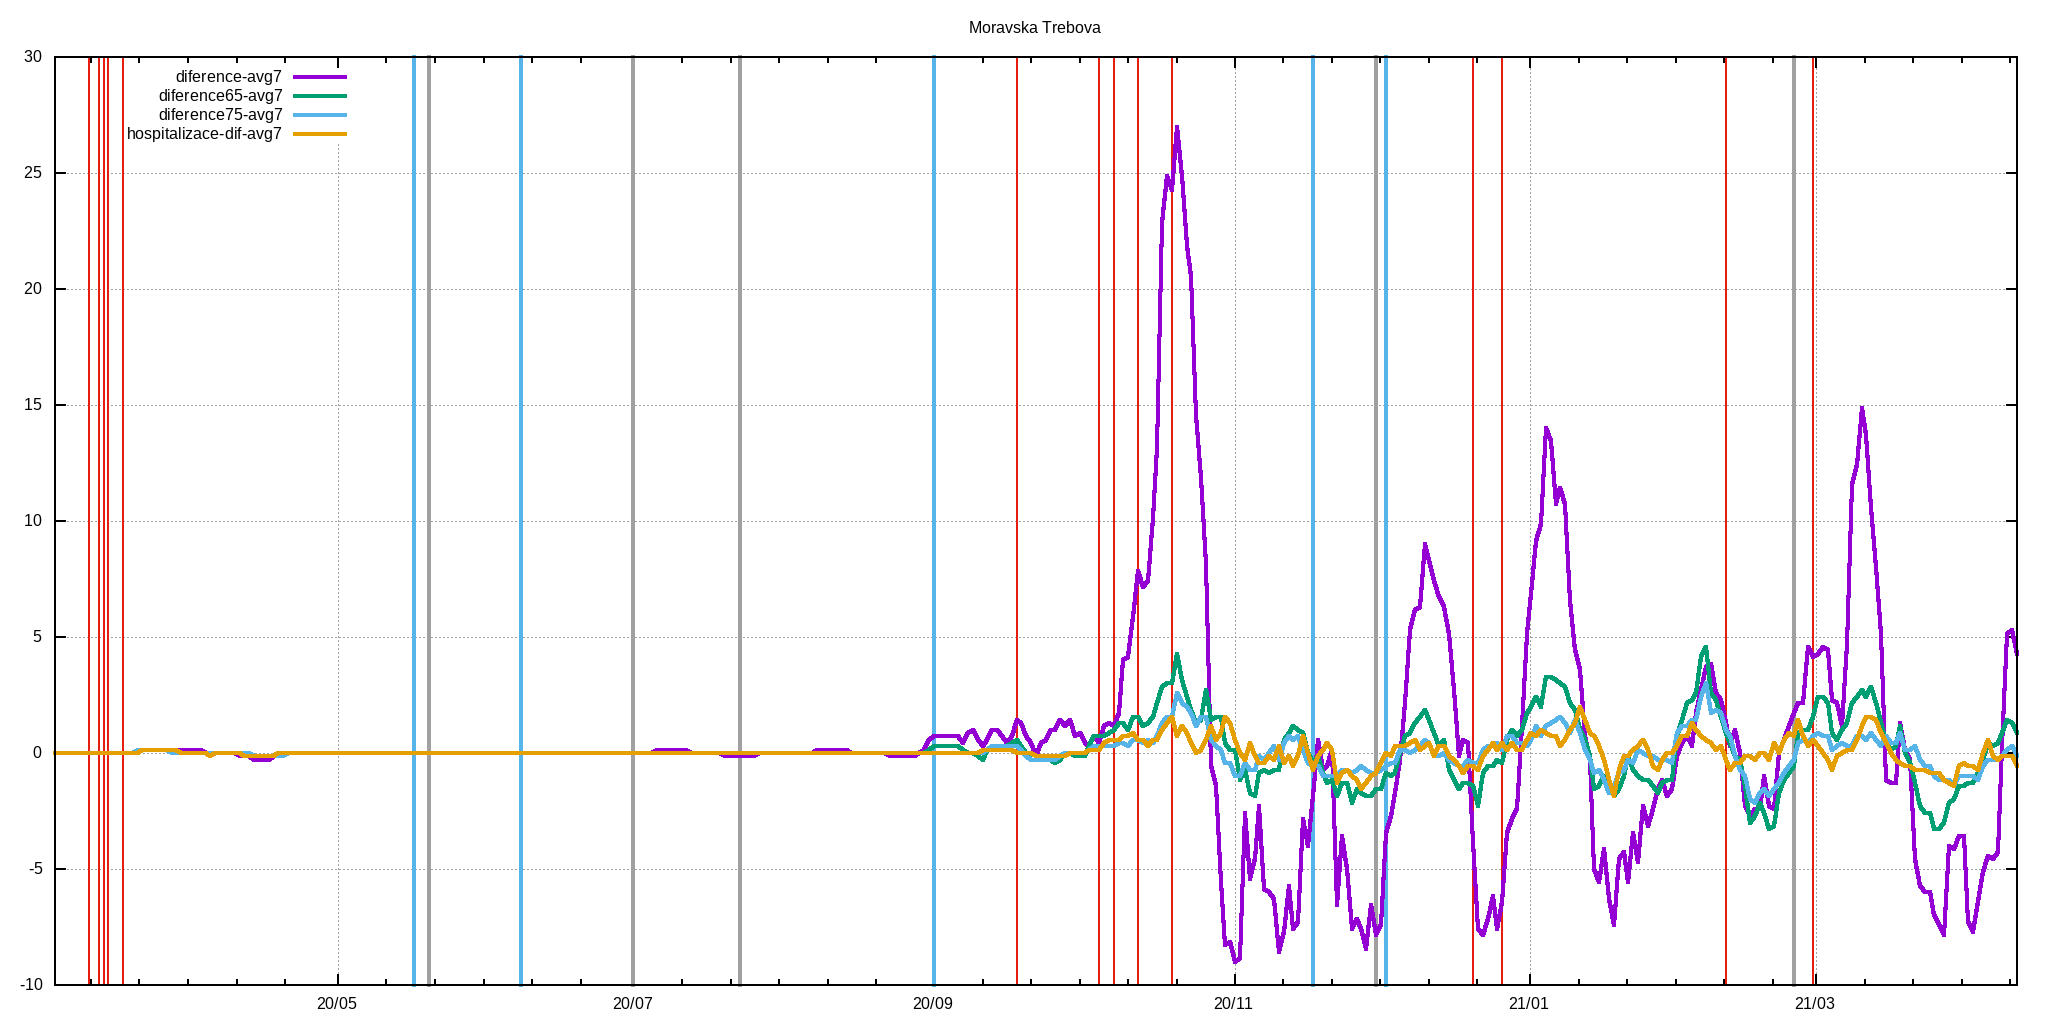 Moravska Trebova
30
25
20
15
10
5
0
-5
-10
diference-avg7
diference65-avg7
diference75-avg7
hospitalizace-dif-avg7
20/05 20/07 20/09 20/11 21/01 21/03